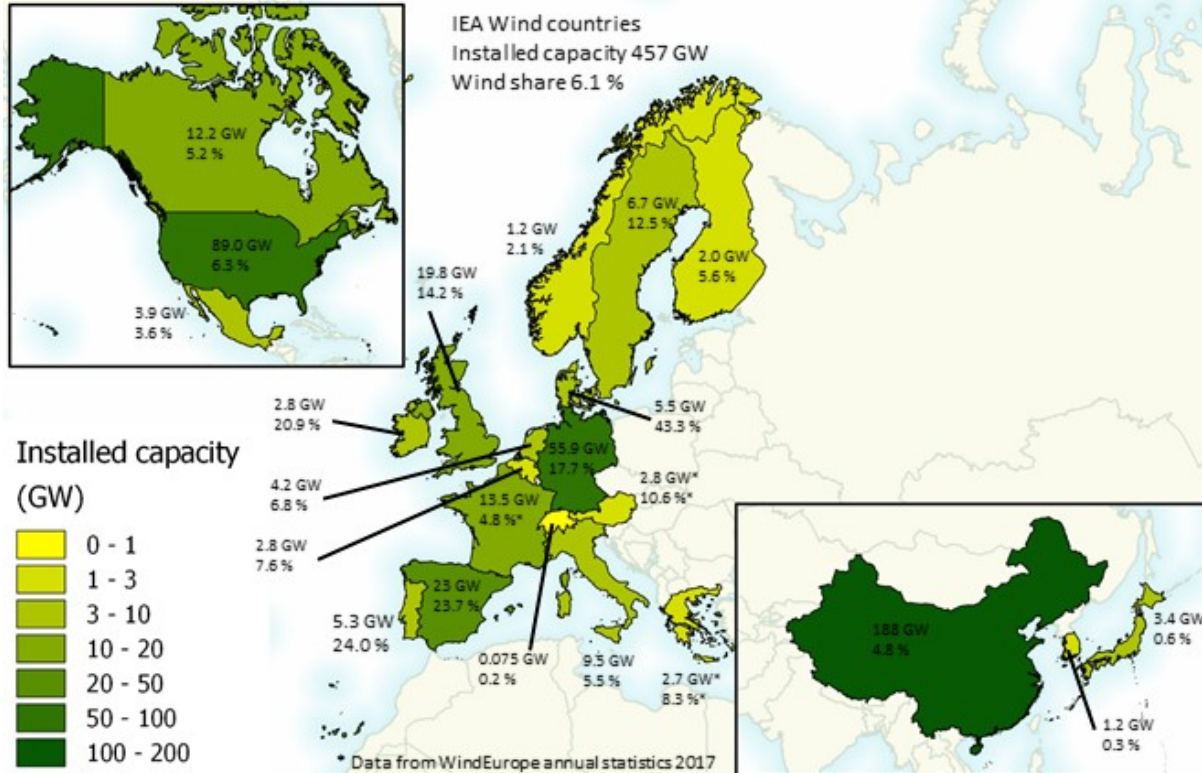 IEA Wind countries
Installed capacity 457 GW
Wind share 6.1 %
12.2 GW
5.2 %
89.0 GW
6.3 %
3.9 GW
3.6 %
1.2 GW
2.1 %
6.7 GW
12.5 %
2.0 GW
5.6 %
19.8 GW
14.2 %
2.8 GW
20.9 %
5.5 GW
43.3 %
55.9 GW
17.7 %
4.2 GW
6.8 %
2.8 GW*
10.6 %*
13.5 GW
4.8 %*
2.8 GW
7.6 %
23 GW
23.7 %
5.3 GW
24.0 %
0.075 GW
0.2 %
9.5 GW
5.5 %
2.7 GW*
8.3 %*
188 GW
4.8 %
3.4 GW
0.6 %
1.2 GW
0.3 %
Installed capacity
(GW)
0 - 1
1 - 3
3 - 10
10 - 20
20 - 50
50 - 100
100 - 200
* Data from WindEurope annual statistics 2017